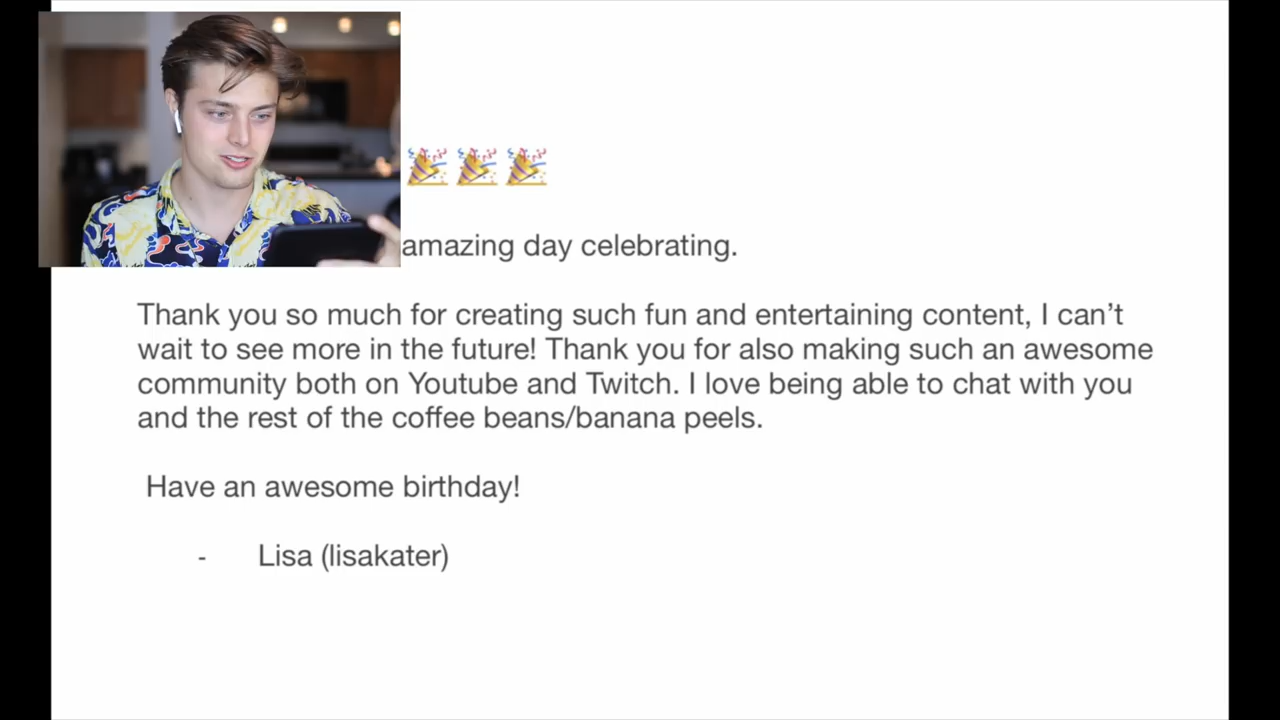 🎉🎉🎉
amazing day celebrating.
Thank you so much for creating such fun and entertaining content, I can’t
wait to see more in the future! Thank you for also making such an awesome
community both on Youtube and Twitch. I love being able to chat with you
and the rest of the coffee beans/banana peels.
Have an awesome birthday!
- Lisa (lisakater)